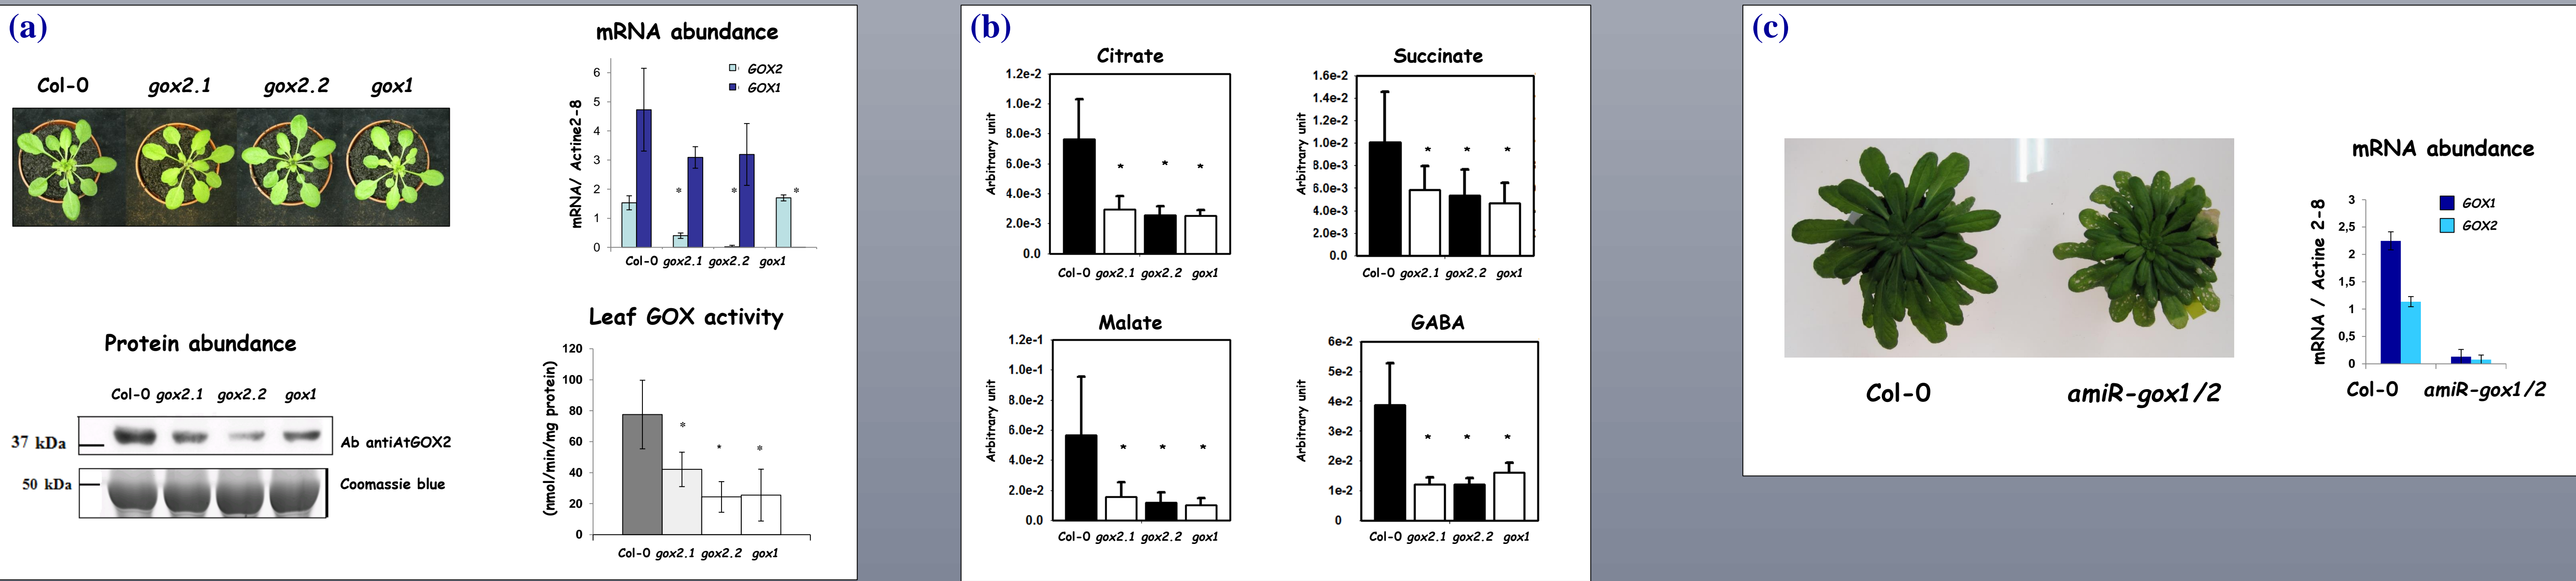 (a)
Col-0 gox2.1 gox2.2 gox1
mRNA abundance
GOX2
GOX1
mRNA/ Actine2-8
6
5
4
3
2
1
0
* * *
Col-0 gox2.1 gox2.2 gox1
Protein abundance
Col-0 gox2.1 gox2.2 gox1
37 kDa
Ab antiAtGOX2
50 kDa
Coomassie blue
Leaf GOX activity
(nmol/min/mg protein)
120
100
80
60
40
20
0
* * *
Col-0 gox2.1 gox2.2 gox1
(b)
Citrate
Arbitrary unit
1.2e-2
1.0e-2
8.0e-3
6.0e-3
4.0e-3
2.0e-3
0.0
* * *
Col-0 gox2.1 gox2.2 gox1
Succinate
Arbitrary unit
1.6e-2
1.4e-2
1.2e-2
1.0e-2
8.0e-3
6.0e-3
4.0e-3
2.0e-3
0.0
* * *
Col-0 gox2.1 gox2.2 gox1
Malate
Arbitrary unit
1.2e-1
1.0e-1
8.0e-2
6.0e-2
4.0e-2
2.0e-2
0.0
* * *
Col-0 gox2.1 gox2.2 gox1
GABA
Arbitrary unit
6e-2
5e-2
4e-2
3e-2
2e-2
1e-2
0
* * *
Col-0 gox2.1 gox2.2 gox1
(c)
Col-0 amiR-gox1/2
mRNA abundance
GOX1
GOX2
mRNA / Actine 2-8
3
2,5
2
1,5
1
0,5
0
Col-0 amiR-gox1/2